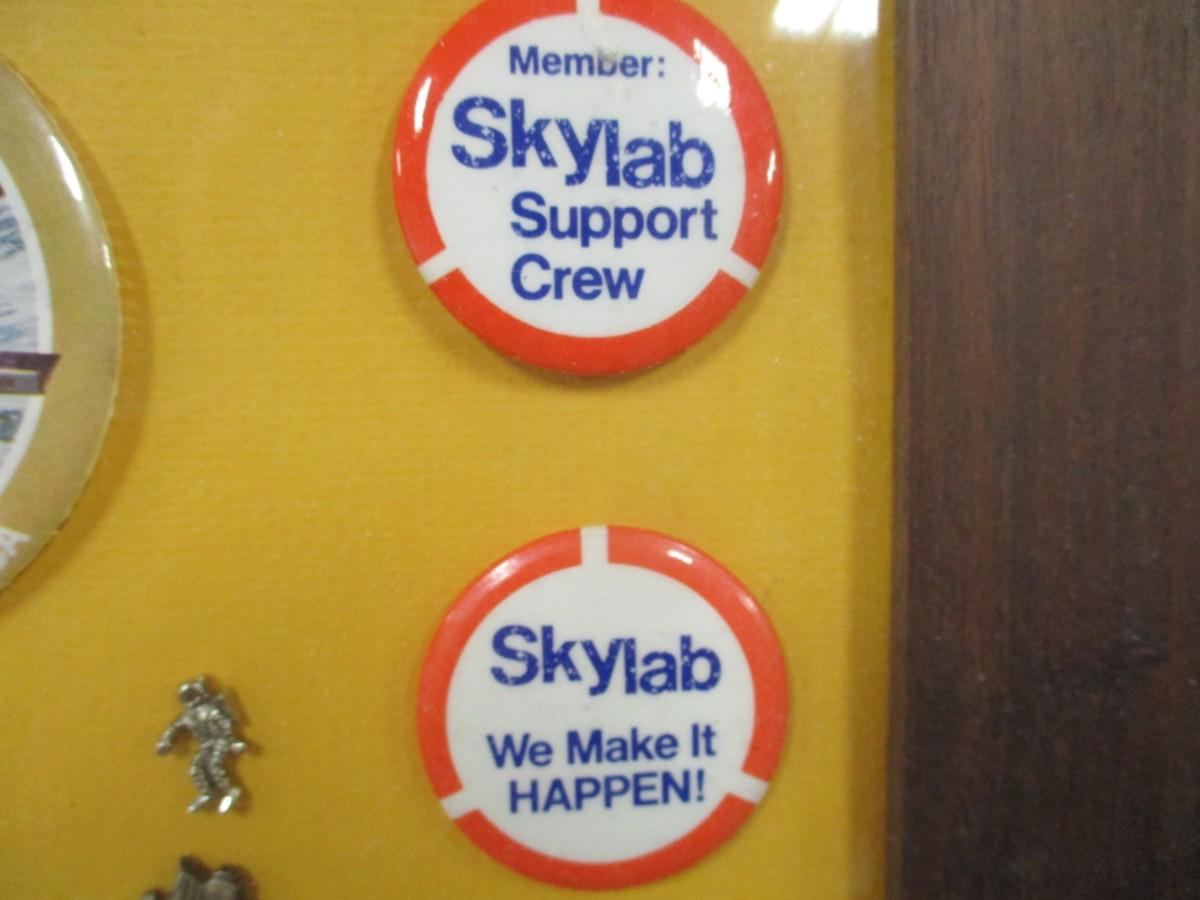 Member:
Skylab
Support
Crew
Skylab
We Make It
HAPPEN!